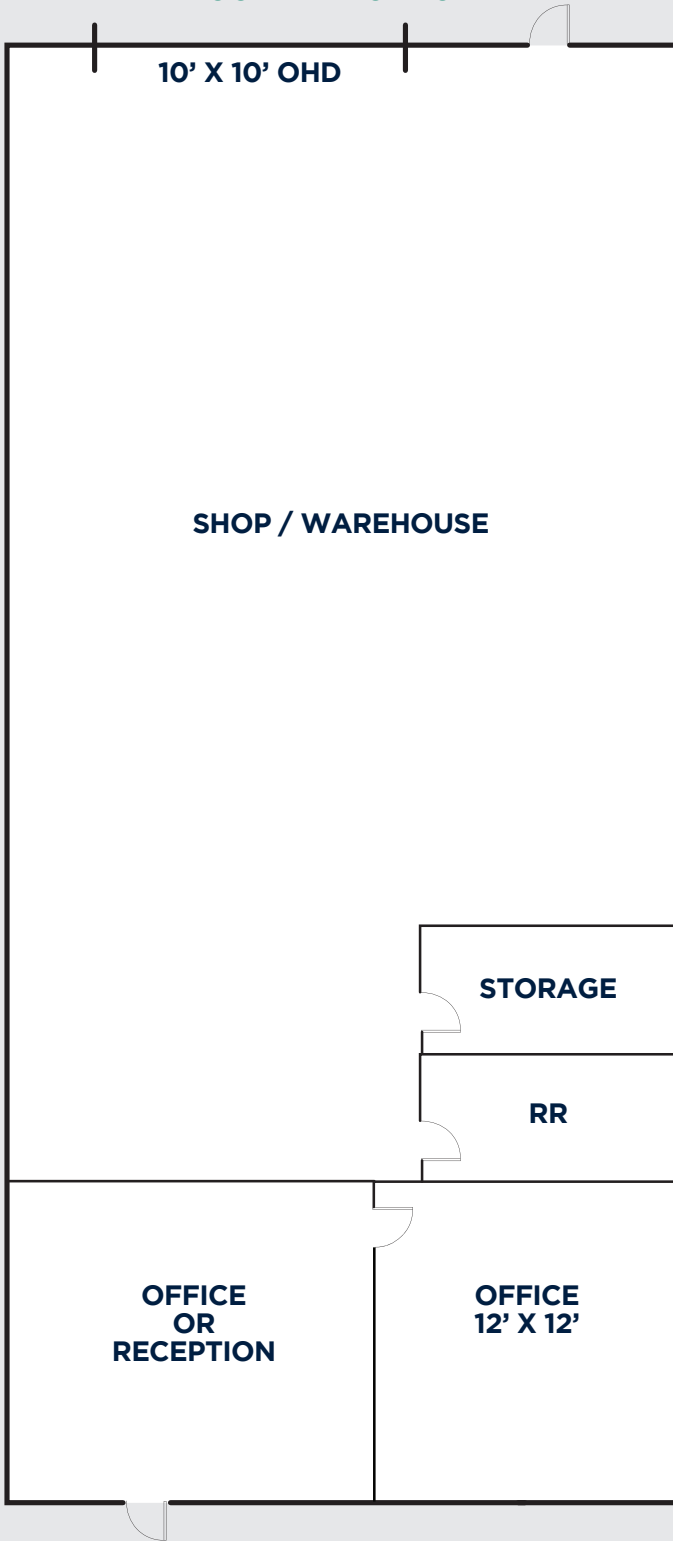 10’ X 10’ OHD
SHOP / WAREHOUSE
STORAGE
RR
OFFICE
OR
RECEPTION
OFFICE
12’ X 12’